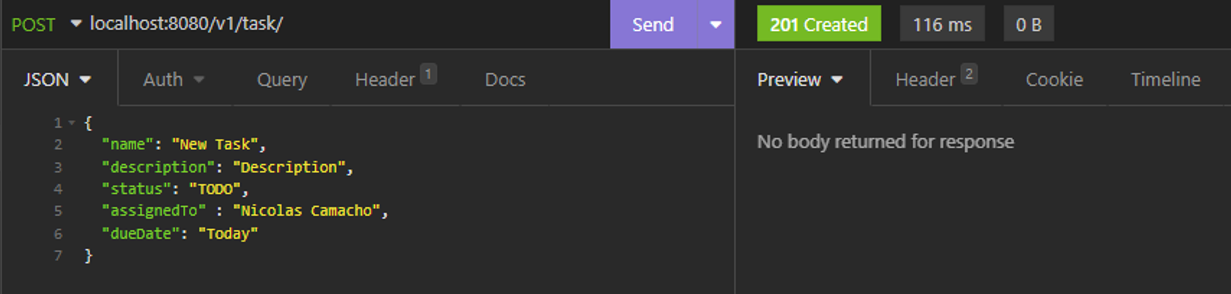 POST localhost:8080/v1/task/ Send 201 Created 116 ms 0 B
JSON Auth Query Header 1 Docs Preview Header 2 Cookie Timeline
1 {
2 "name": "New Task",
3 "description": "Description",
4 "status": "TODO",
5 "assignedTo" : "Nicolas Camacho",
6 "dueDate": "Today"
7 }
No body returned for response